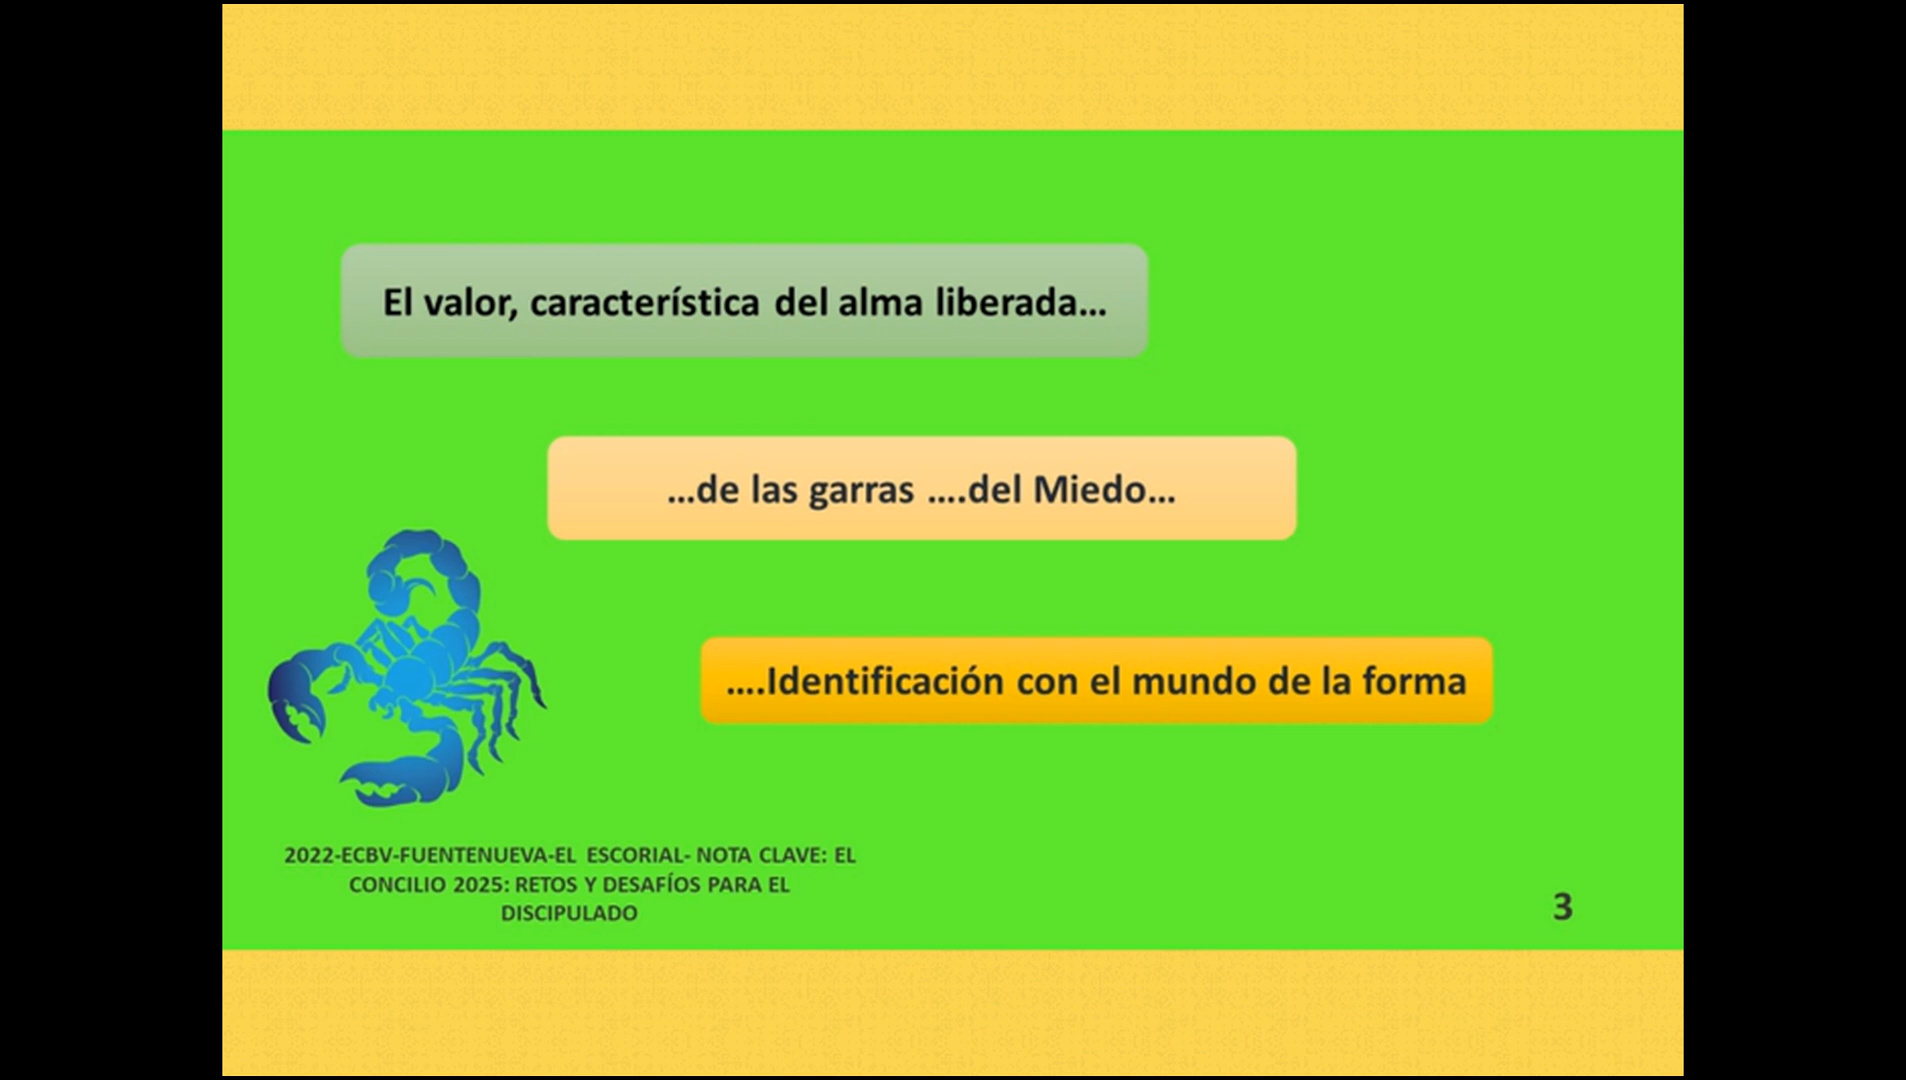 El valor, característica del alma liberada...
...de las garras ....del Miedo...
....Identificación con el mundo de la forma
2022-ECBV-FUENTENUEVA-EL ESCORIAL- NOTA CLAVE: EL
CONCILIO 2025: RETOS Y DESAFÍOS PARA EL
DISCIPULADO
3